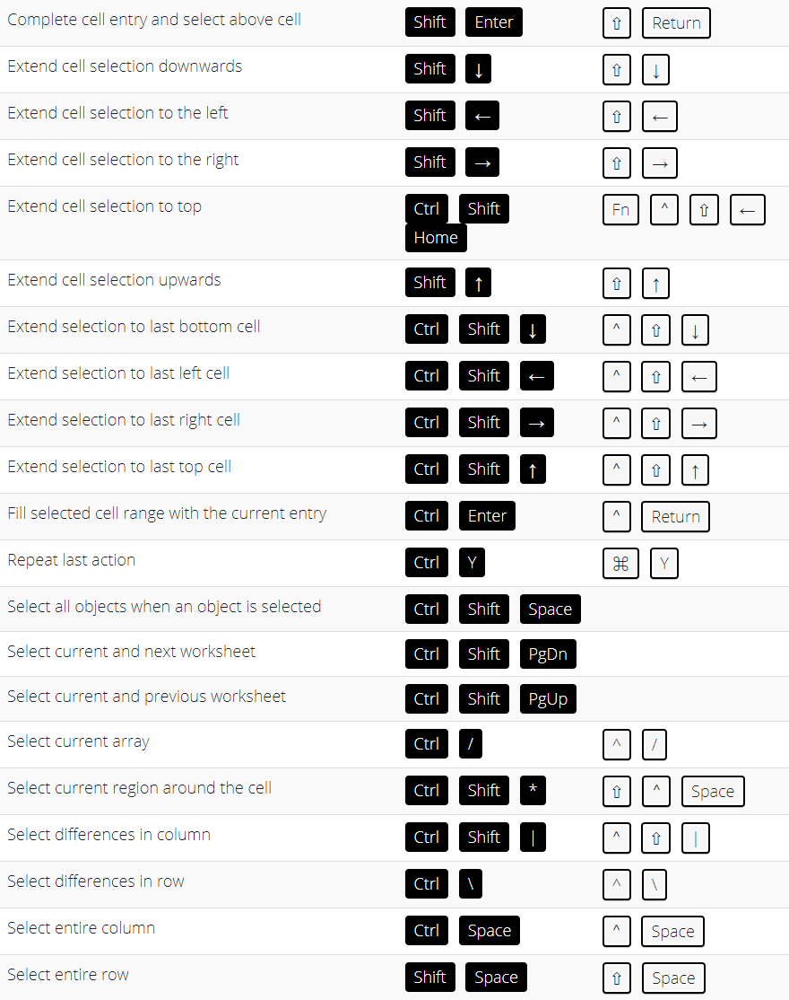 Complete cell entry and select above cell Shift Enter ⇧ Return
Extend cell selection downwards Shift ↓ ⇧ ↓
Extend cell selection to the left Shift ← ⇧ ←
Extend cell selection to the right Shift → ⇧ →
Extend cell selection to top Ctrl Shift Fn ^ ⇧ ←
Home
Extend cell selection upwards Shift ↑ ⇧ ↑
Extend selection to last bottom cell Ctrl Shift ↓ ^ ⇧ ↓
Extend selection to last left cell Ctrl Shift ← ^ ⇧ ←
Extend selection to last right cell Ctrl Shift → ^ ⇧ →
Extend selection to last top cell Ctrl Shift ↑ ^ ⇧ ↑
Fill selected cell range with the current entry Ctrl Enter ^ Return
Repeat last action Ctrl Y ⌘ Y
Select all objects when an object is selected Ctrl Shift Space
Select current and next worksheet Ctrl Shift PgDn
Select current and previous worksheet Ctrl Shift PgUp
Select current array Ctrl / ^ /
Select current region around the cell Ctrl Shift * ⇧ ^ Space
Select differences in column Ctrl Shift | ^ ⇧ |
Select differences in row Ctrl \ ^ \
Select entire column Ctrl Space ^ Space
Select entire row Shift Space ⇧ Space